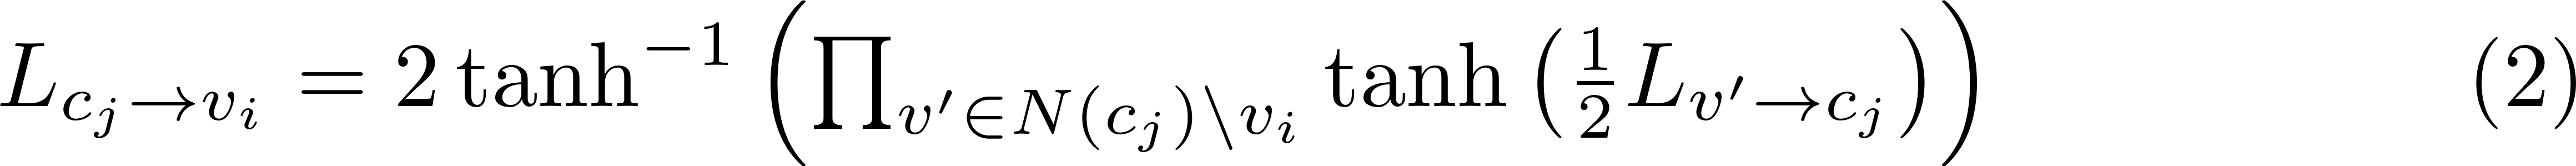 $L_{c_j \to v_i} = 2 \tanh^{-1} \left( \prod_{v' \in N(c_j) \setminus v_i} \tanh \left( \frac{1}{2} L_{v' \to c_j} \right) \right)$ (2)